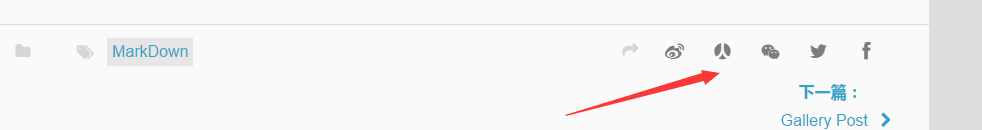 MarkDown
下一篇：
Gallery Post